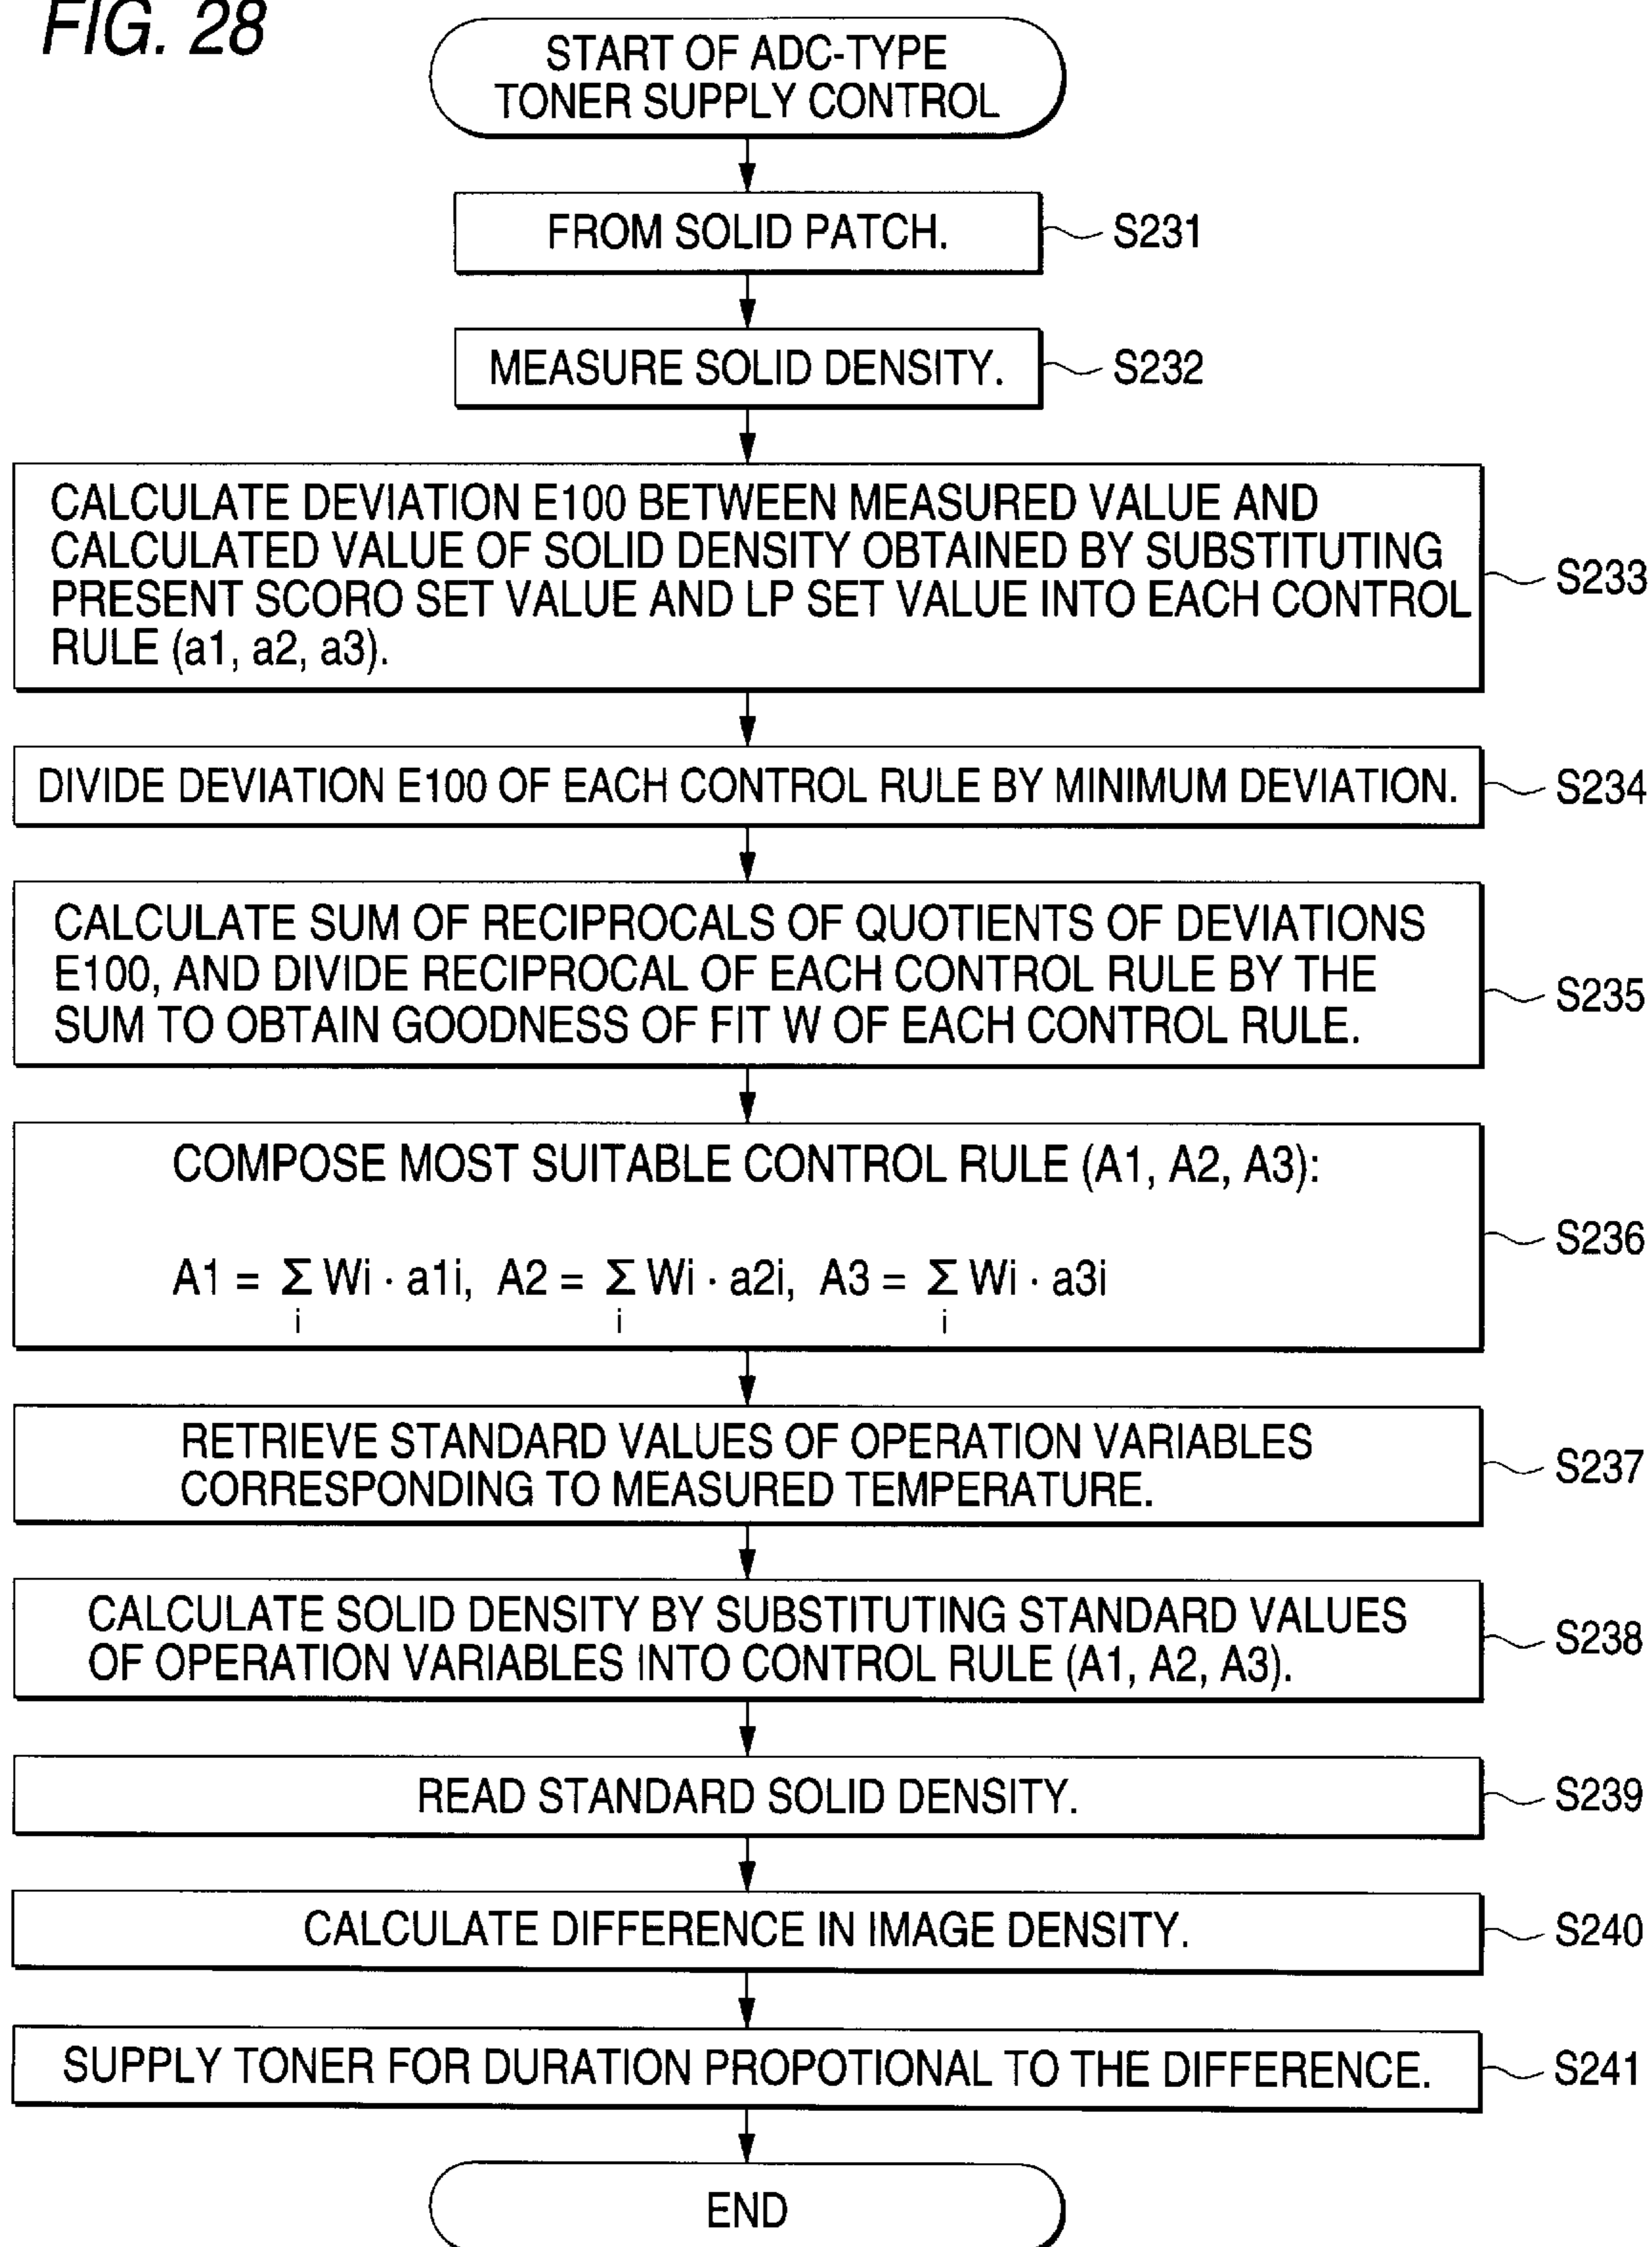 FIG. 28
START OF ADC-TYPE
TONER SUPPLY CONTROL
FROM SOLID PATCH.
S231
MEASURE SOLID DENSITY.
S232
CALCULATE DEVIATION E100 BETWEEN MEASURED VALUE AND
CALCULATED VALUE OF SOLID DENSITY OBTAINED BY SUBSTITUTING
PRESENT SCORO SET VALUE AND LP SET VALUE INTO EACH CONTROL
RULE (a1, a2, a3).
S233
DIVIDE DEVIATION E100 OF EACH CONTROL RULE BY MINIMUM DEVIATION.
S234
CALCULATE SUM OF RECIPROCALS OF QUOTIENTS OF DEVIATIONS
E100, AND DIVIDE RECIPROCAL OF EACH CONTROL RULE BY THE
SUM TO OBTAIN GOODNESS OF FIT W OF EACH CONTROL RULE.
S235
COMPOSE MOST SUITABLE CONTROL RULE (A1, A2, A3):
A1 = Σ Wi · a1i, A2 = Σ Wi · a2i, A3 = Σ Wi · a3i
i i i
S236
RETRIEVE STANDARD VALUES OF OPERATION VARIABLES
CORRESPONDING TO MEASURED TEMPERATURE.
S237
CALCULATE SOLID DENSITY BY SUBSTITUTING STANDARD VALUES
OF OPERATION VARIABLES INTO CONTROL RULE (A1, A2, A3).
S238
READ STANDARD SOLID DENSITY.
S239
CALCULATE DIFFERENCE IN IMAGE DENSITY.
S240
SUPPLY TONER FOR DURATION PROPOTIONAL TO THE DIFFERENCE.
S241
END